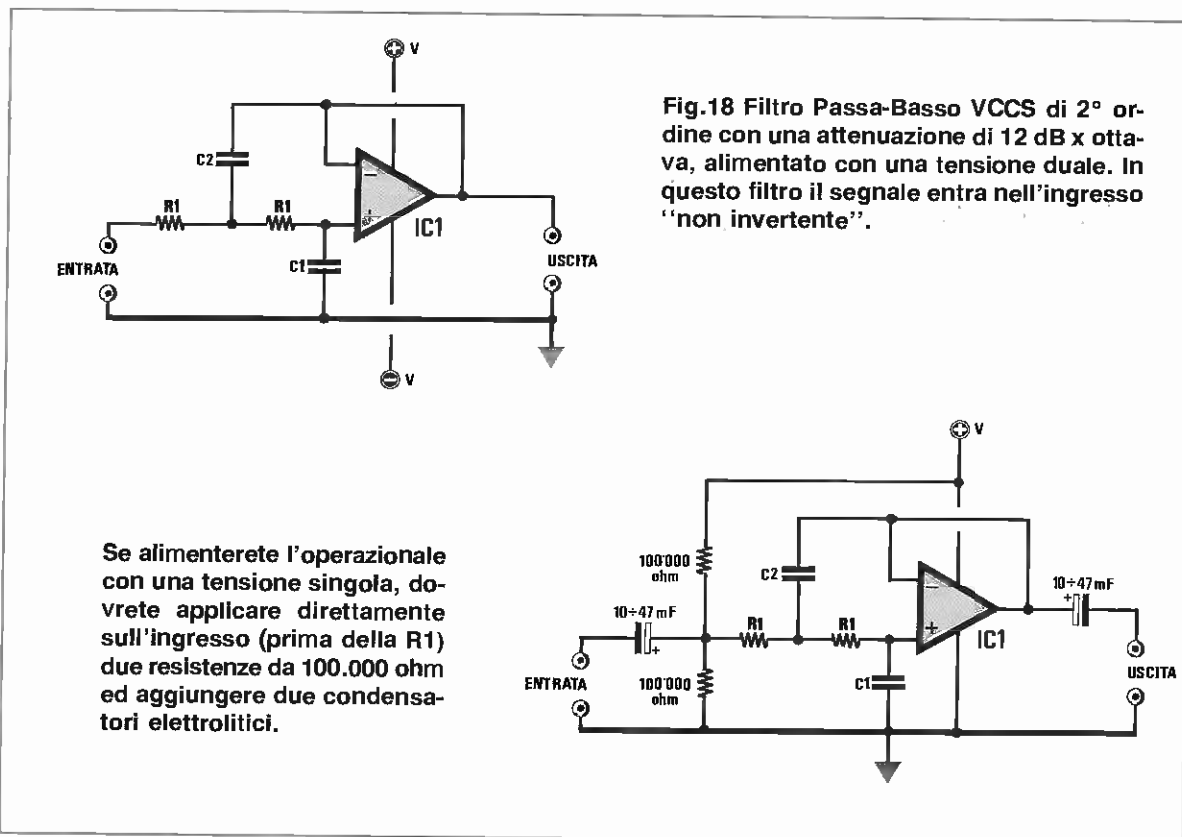 V
C2
R1
R1
−
+
IC1
C1
ENTRATA
USCITA
V
Fig.18 Filtro Passa-Basso VCCS di 2° or-
dine con una attenuazione di 12 dB x otta-
va, alimentato con una tensione duale. In
questo filtro il segnale entra nell'ingresso
"non invertente".
Se alimenterete l'operazionale
con una tensione singola, do-
vrete applicare direttamente
sull'ingresso (prima della R1)
due resistenze da 100.000 ohm
ed aggiungere due condensa-
tori elettrolitici.
V
100'000
ohm
C2
10÷47mF
+
R1
R1
−
+
IC1
10÷47mF
+
C1
ENTRATA
100'000
ohm
USCITA